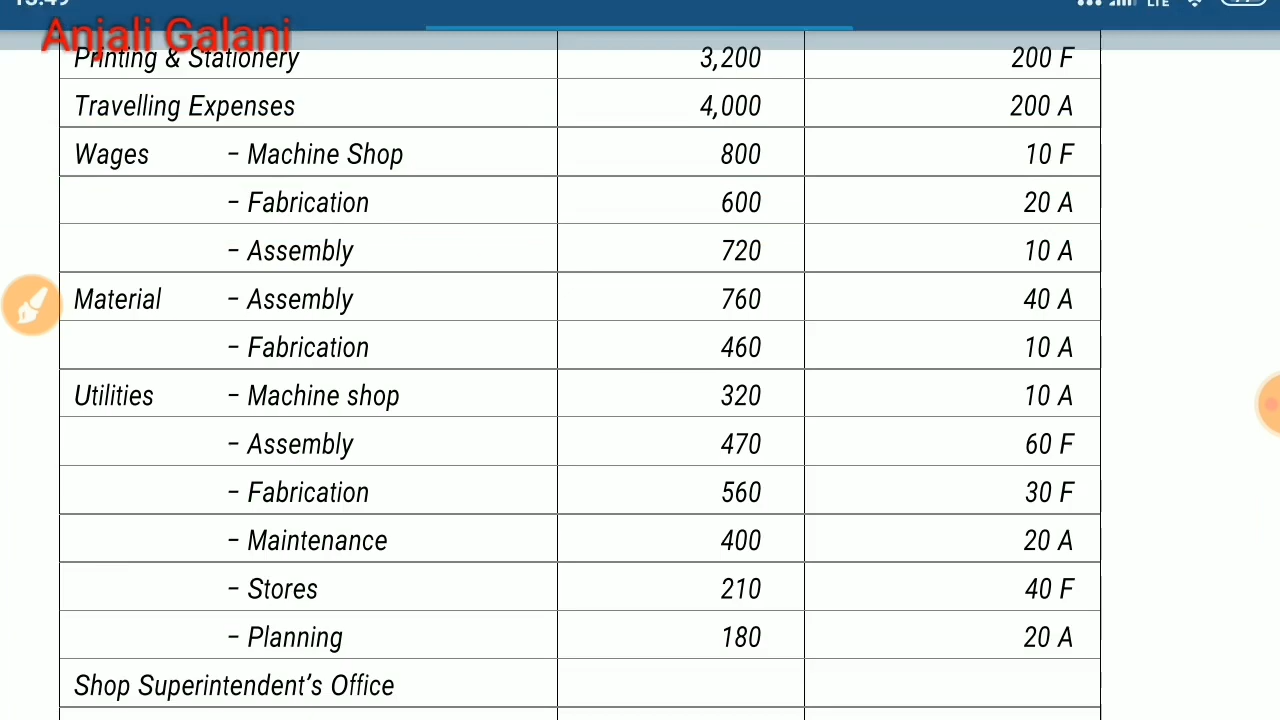 Anjali Galani
LTE
Printing & Stationery 3,200 200 F
Travelling Expenses 4,000 200 A
Wages – Machine Shop 800 10 F
– Fabrication 600 20 A
– Assembly 720 10 A
Material – Assembly 760 40 A
– Fabrication 460 10 A
Utilities – Machine shop 320 10 A
– Assembly 470 60 F
– Fabrication 560 30 F
– Maintenance 400 20 A
– Stores 210 40 F
– Planning 180 20 A
Shop Superintendent's Office